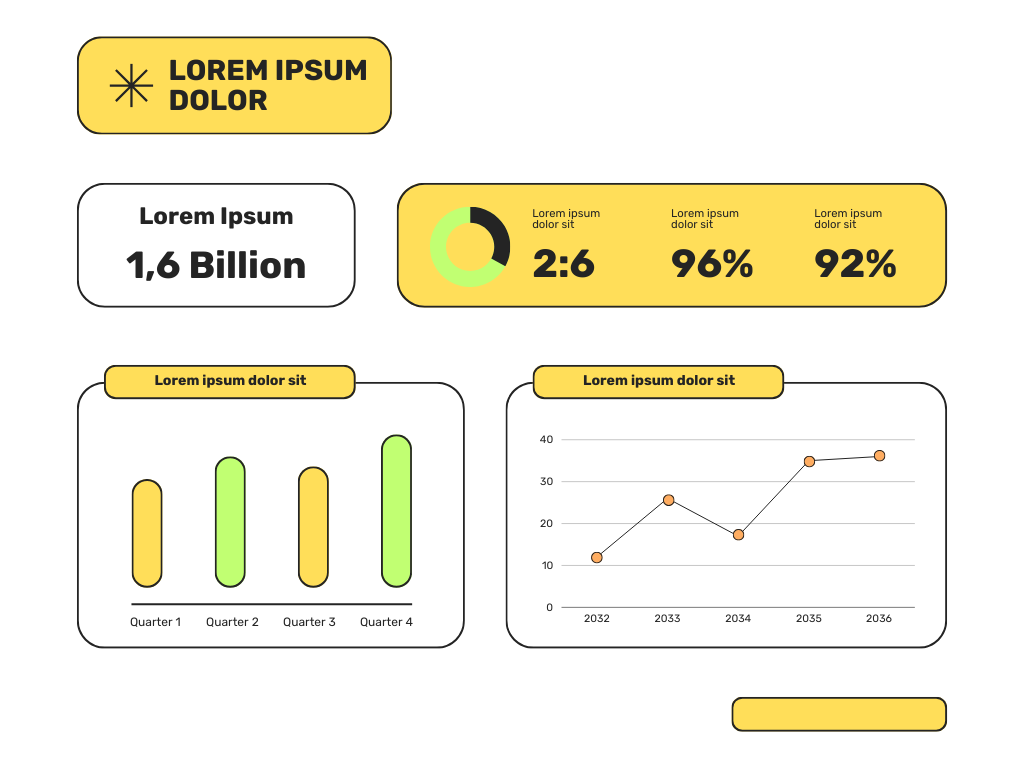 LOREM IPSUM
DOLOR
Lorem Ipsum
1,6 Billion
Lorem ipsum
dolor sit
2:6
Lorem ipsum
dolor sit
96%
Lorem ipsum
dolor sit
92%
Lorem ipsum dolor sit
Quarter 1 Quarter 2 Quarter 3 Quarter 4
Lorem ipsum dolor sit
40
30
20
10
0
2032 2033 2034 2035 2036